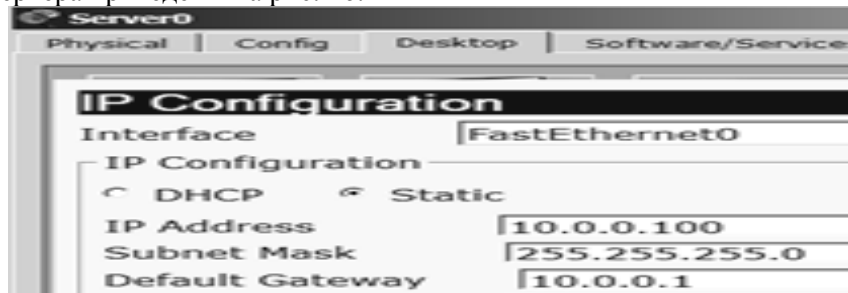 Server0
Physical Config Desktop Software/Service
IP Configuration
Interface FastEthernet0
IP Configuration
DHCP Static
IP Address 10.0.0.100
Subnet Mask 255.255.255.0
Default Gateway 10.0.0.1